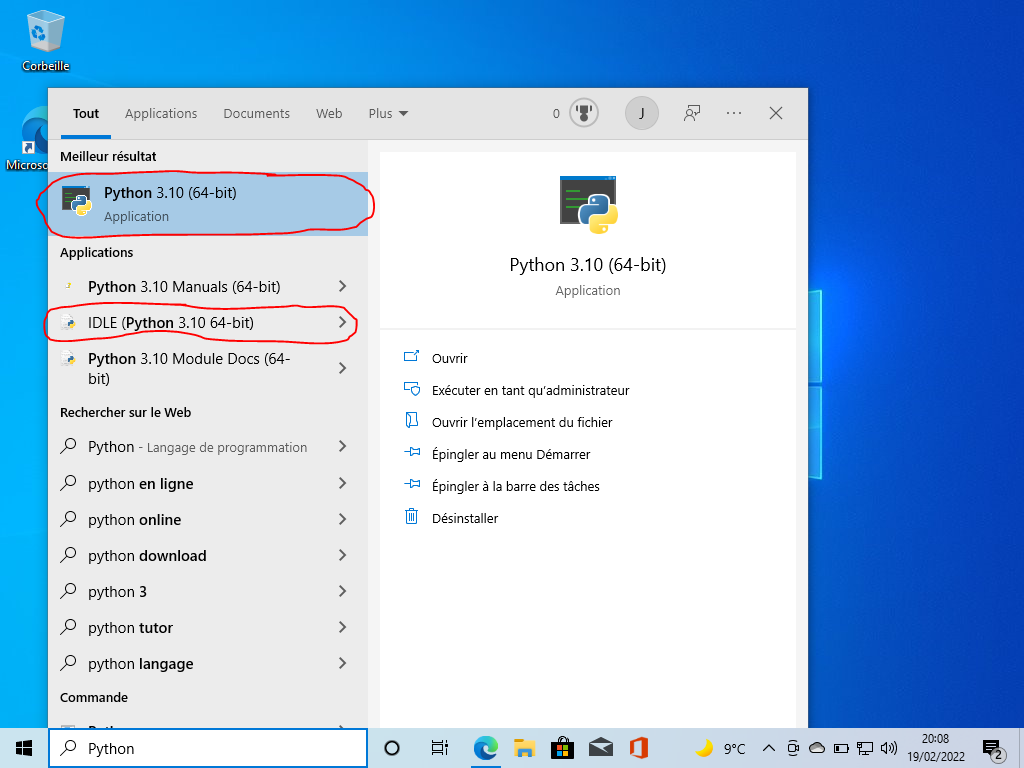 Corbeille
Microso
Tout
Applications
Documents
Web
Plus
0
J
Meilleur résultat
Python 3.10 (64-bit)
Application
Applications
Python 3.10 Manuals (64-bit)
IDLE (Python 3.10 64-bit)
Python 3.10 Module Docs (64-
bit)
Rechercher sur le Web
Python - Langage de programmation
python en ligne
python online
python download
python 3
python tutor
python langage
Commande
Python 3.10 (64-bit)
Application
Ouvrir
Exécuter en tant qu'administrateur
Ouvrir l'emplacement du fichier
Épingler au menu Démarrer
Épingler à la barre des tâches
Désinstaller
Python
9°C
20:08
19/02/2022
2